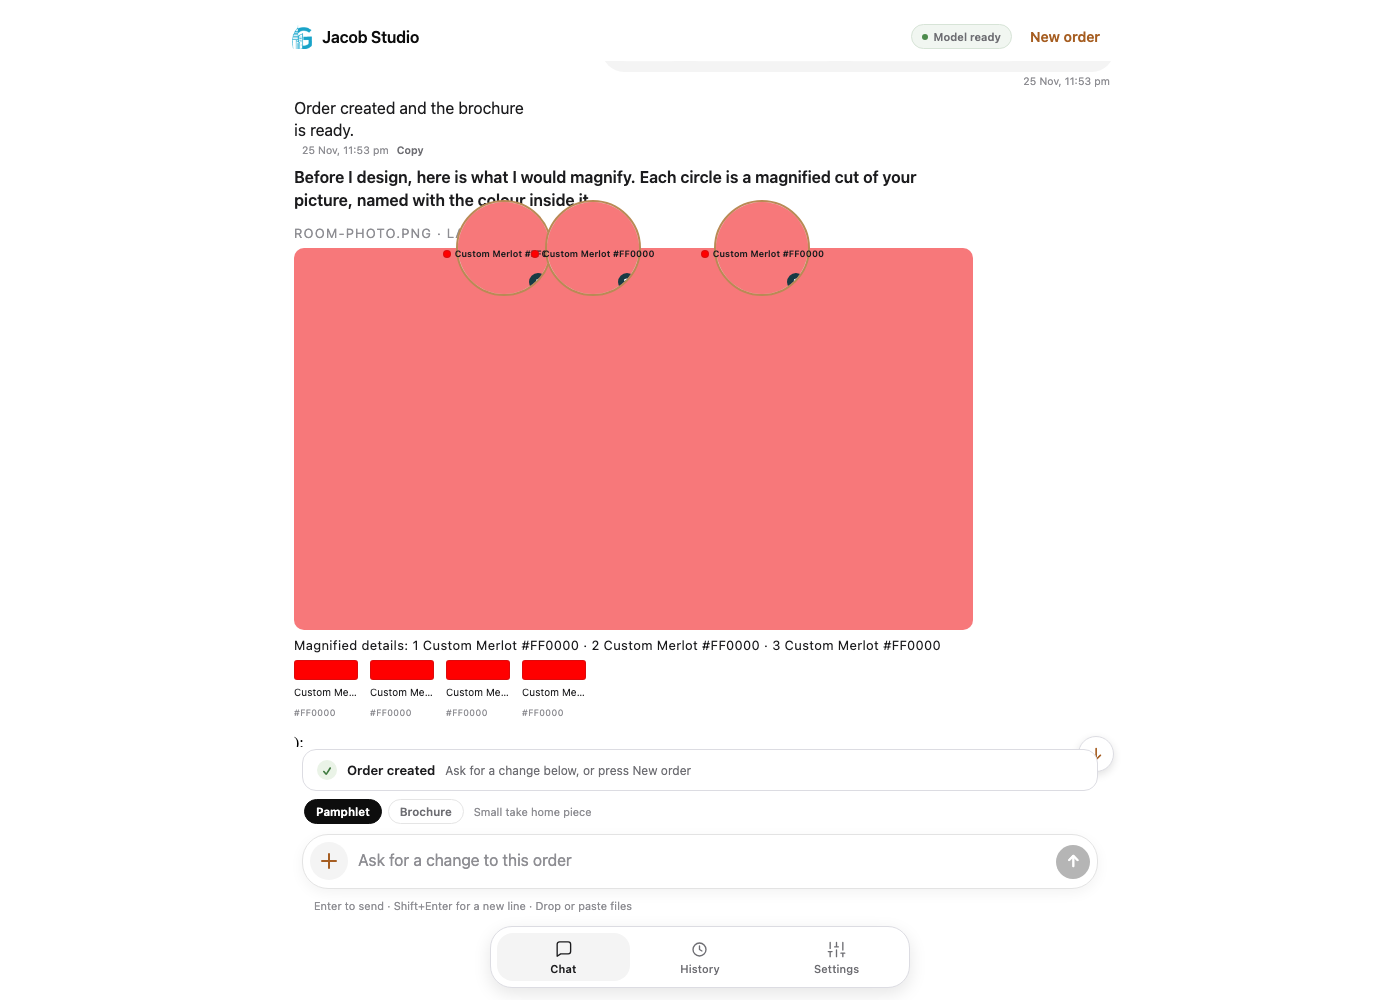 Jacob Studio
Model ready
New order
25 Nov, 11:53 pm
Order created and the brochure
is ready.
25 Nov, 11:53 pm Copy
Before I design, here is what I would magnify. Each circle is a magnified cut of your
picture, named with the colour inside it
ROOM-PHOTO.PNG ·
Custom Merlot
Custom Merlot #FF0000
Custom Merlot #FF0000
Magnified details: 1 Custom Merlot #FF0000 · 2 Custom Merlot #FF0000 · 3 Custom Merlot #FF0000
Custom Me... Custom Me... Custom Me... Custom Me...
#FF0000 #FF0000 #FF0000 #FF0000
):
Order created Ask for a change below, or press New order
Pamphlet Brochure Small take home piece
Ask for a change to this order
Enter to send · Shift+Enter for a new line · Drop or paste files
Chat History Settings